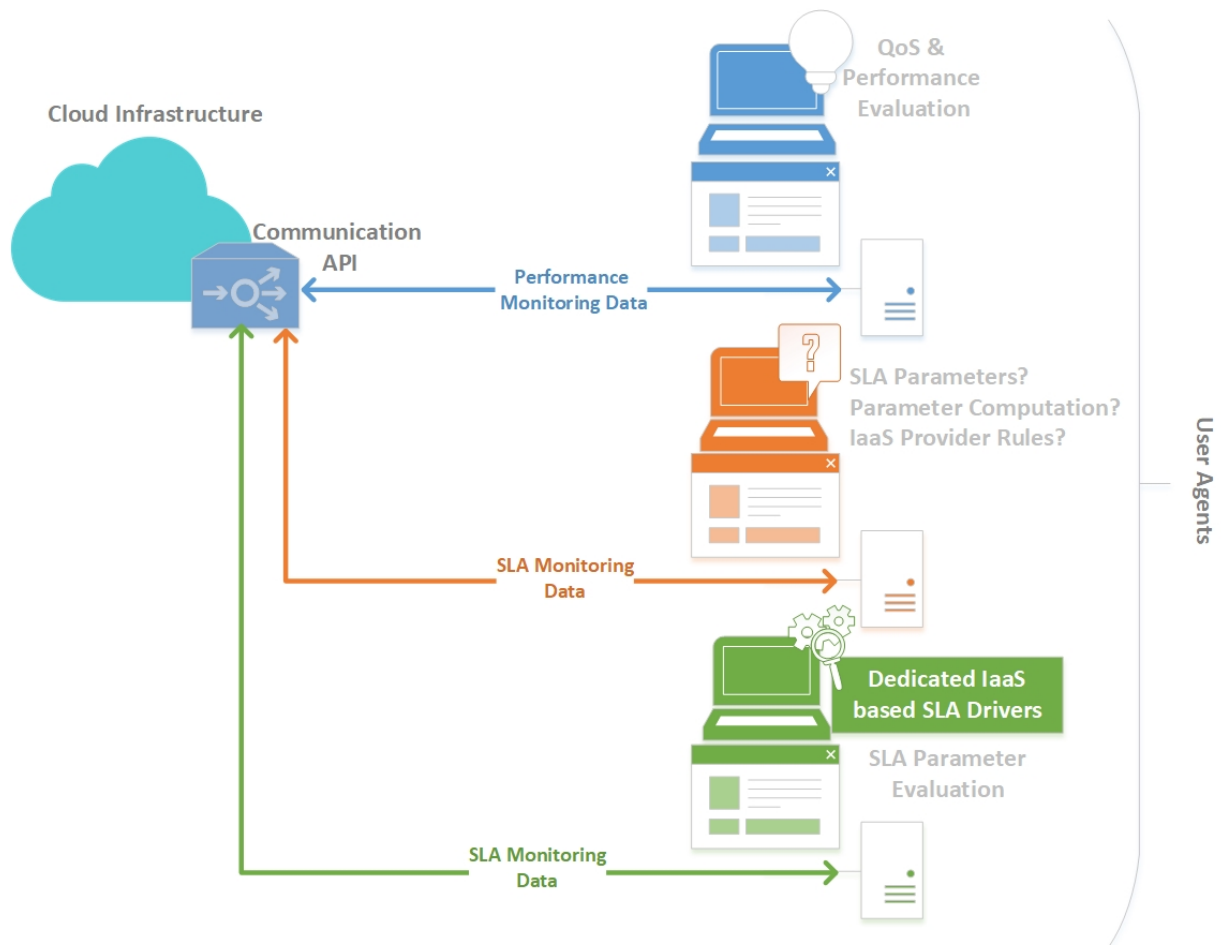 QoS &
Performance
Evaluation
Cloud Infrastructure
Communication
API
Performance
Monitoring Data
?
SLA Parameters?
Parameter Computation?
IaaS Provider Rules?
User Agents
SLA Monitoring
Data
Dedicated IaaS
based SLA Drivers
SLA Parameter
Evaluation
SLA Monitoring
Data